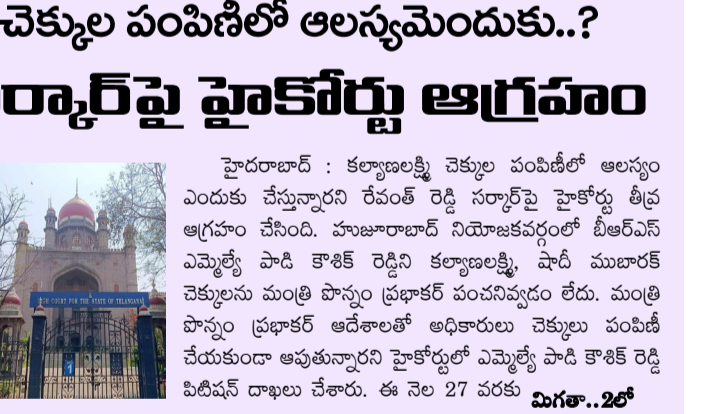 చెక్కుల పంపిణీలో ఆలస్యమెందుకు..?
ర్కార్‌పై హైకోర్టు ఆగ్రహం
హైదరాబాద్ : కల్యాణలక్ష్మి చెక్కుల పంపిణీలో ఆలస్యం
ఎందుకు చేస్తున్నారని రేవంత్ రెడ్డి సర్కార్‌పై హైకోర్టు తీవ్ర
ఆగ్రహం చేసింది. హుజూరాబాద్ నియోజకవర్గంలో బీఆర్ఎస్
ఎమ్మెల్యే పాడి కౌశిక్ రెడ్డిని కల్యాణలక్ష్మి, షాదీ ముబారక్
చెక్కులను మంత్రి పొన్నం ప్రభాకర్ పంచనివ్వడం లేదు. మంత్రి
పొన్నం ప్రభాకర్ ఆదేశాలతో అధికారులు చెక్కులు పంపిణీ
చేయకుండా ఆపుతున్నారని హైకోర్టులో ఎమ్మెల్యే పాడి కౌశిక్ రెడ్డి
పిటిషన్ దాఖలు చేశారు. ఈ నెల 27 వరకు మిగతా..2లో
HIGH COURT FOR THE STATE OF TELANGANA